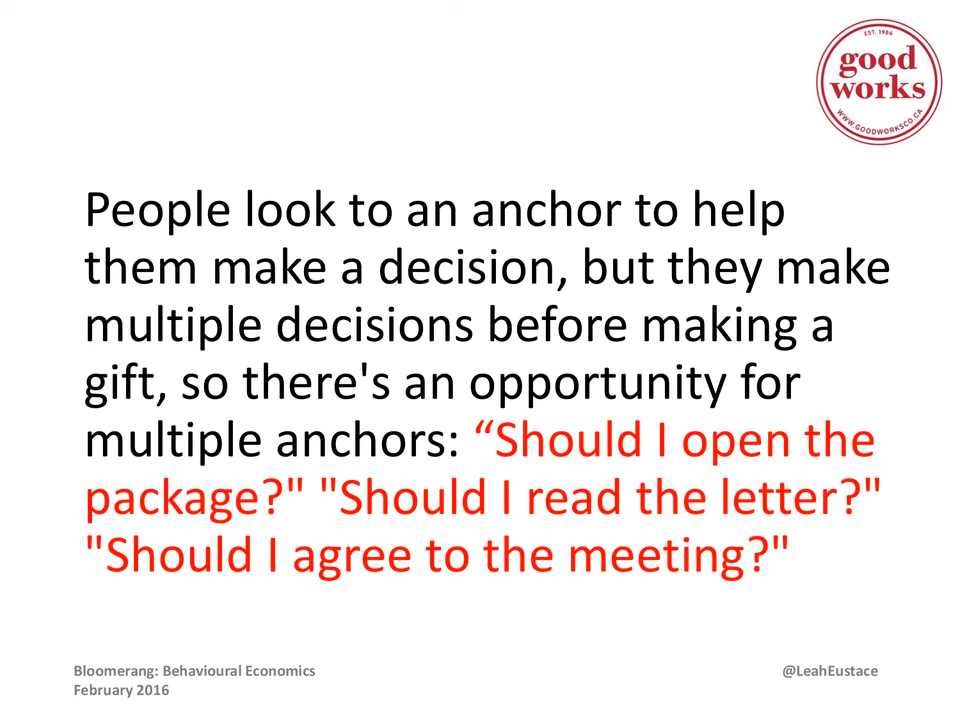 EST. 1986
good
works
WWW.GOODWORKSCO.CA
People look to an anchor to help
them make a decision, but they make
multiple decisions before making a
gift, so there's an opportunity for
multiple anchors: “Should I open the
package?" "Should I read the letter?"
"Should I agree to the meeting?"
Bloomerang: Behavioural Economics
February 2016
@LeahEustace